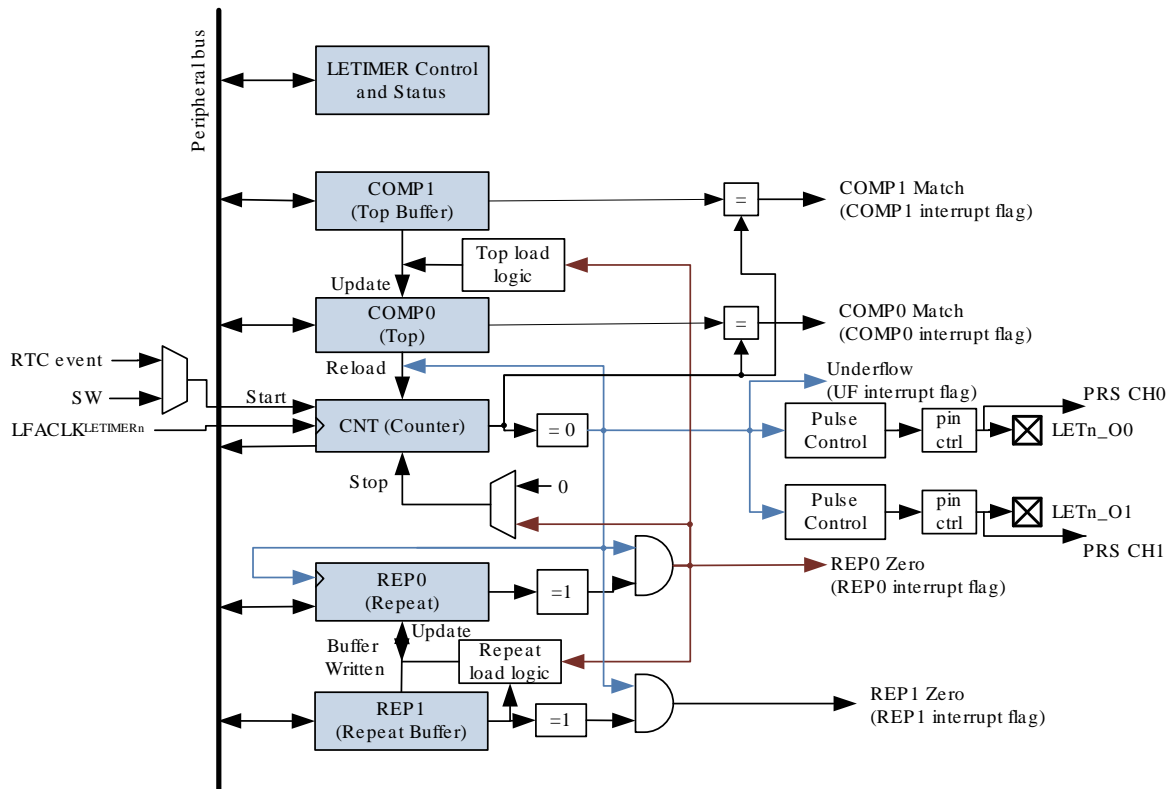 Peripheral bus
LETIMER Control
and Status
COMP1
(Top Buffer)
=
COMP1 Match
(COMP1 interrupt flag)
Top load
logic
Update
COMP0
(Top)
=
COMP0 Match
(COMP0 interrupt flag)
RTC event
SW
LFACLKLETIMERn
Reload
Start
CNT (Counter)
= 0
Underflow
(UF interrupt flag)
Pulse
Control
pin
ctrl
PRS CH0
LETn_O0
Stop
0
Pulse
Control
pin
ctrl
LETn_O1
PRS CH1
REP0
(Repeat)
=1
REP0 Zero
(REP0 interrupt flag)
Update
Buffer
Written
Repeat
load logic
REP1
(Repeat Buffer)
=1
REP1 Zero
(REP1 interrupt flag)